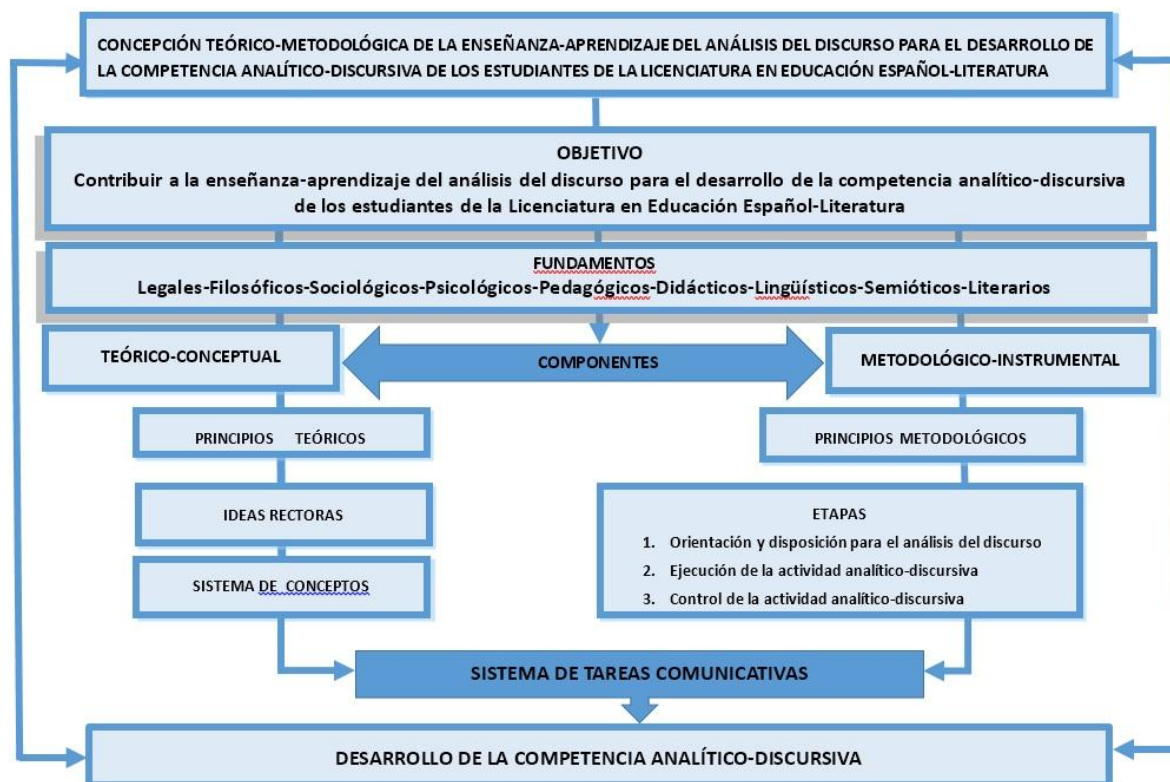 CONCEPCIÓN TEÓRICO-METODOLÓGICA DE LA ENSEÑANZA-APRENDIZAJE DEL ANÁLISIS DEL DISCURSO PARA EL DESARROLLO DE
LA COMPETENCIA ANALÍTICO-DISCURSIVA DE LOS ESTUDIANTES DE LA LICENCIATURA EN EDUCACIÓN ESPAÑOL-LITERATURA
OBJETIVO
Contribuir a la enseñanza-aprendizaje del análisis del discurso para el desarrollo de la competencia analítico-discursiva
de los estudiantes de la Licenciatura en Educación Español-Literatura
FUNDAMENTOS
Legales-Filosóficos-Sociológicos-Psicológicos-Pedagógicos-Didácticos-Lingüísticos-Semióticos-Literarios
TEÓRICO-CONCEPTUAL
COMPONENTES
METODOLÓGICO-INSTRUMENTAL
PRINCIPIOS TEÓRICOS
PRINCIPIOS METODOLÓGICOS
IDEAS RECTORAS
SISTEMA DE CONCEPTOS
ETAPAS
1. Orientación y disposición para el análisis del discurso
2. Ejecución de la actividad analítico-discursiva
3. Control de la actividad analítico-discursiva
SISTEMA DE TAREAS COMUNICATIVAS
DESARROLLO DE LA COMPETENCIA ANALÍTICO-DISCURSIVA